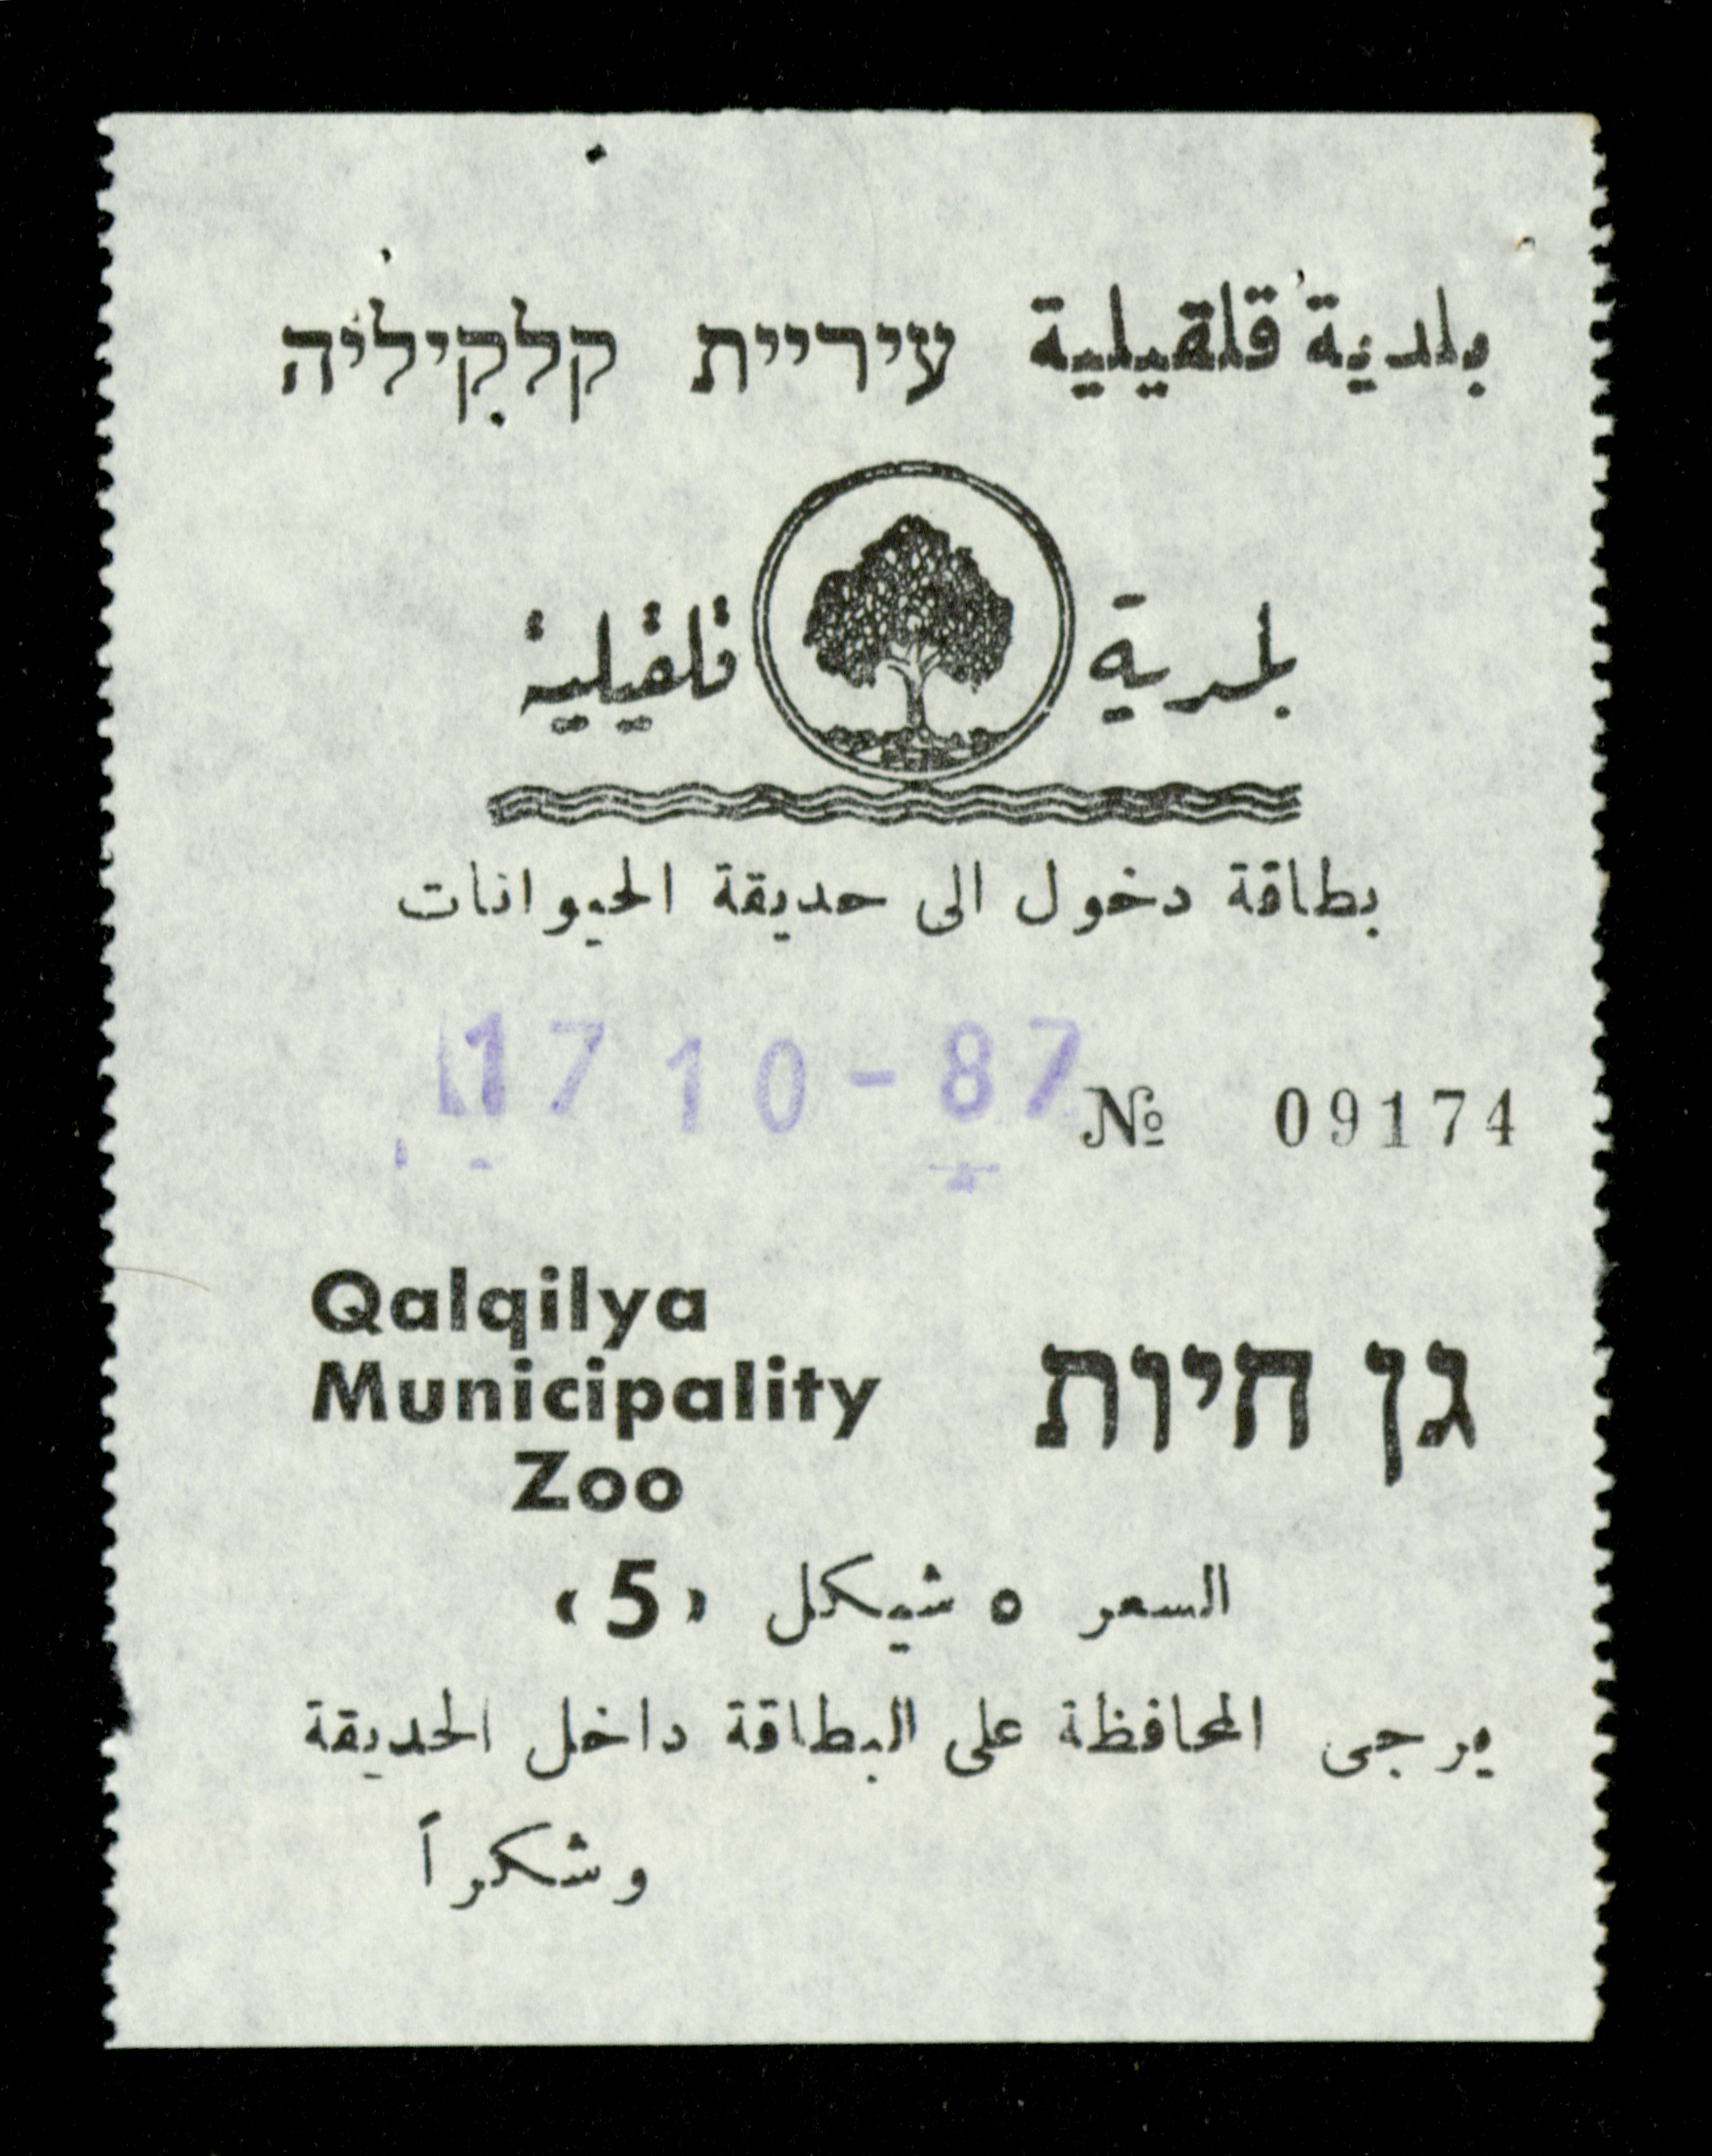 بلدية قلقيلية עיריית קלקיליה
بلدية قلقيلية
بطاقة دخول الى حديقة الحيوانات
17 10-87
№ 09174
Qalqilya
Municipality
Zoo
גן חיות
السعر ٥ شيكل (5)
يرجى المحافظة على البطاقة داخل الحديقة
وشكراً